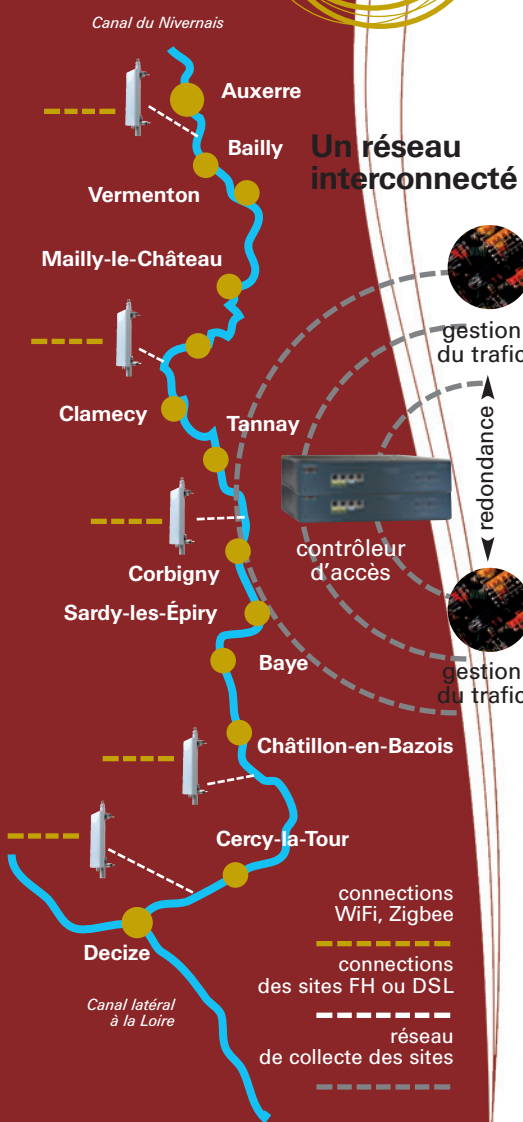 Canal du Nivernais
Auxerre
Bailly
Un réseau
interconnecté
Vermenton
Mailly-le-Château
gestion
du trafic
Clamecy
Tannay
redondance
contrôleur
d'accès
Corbigny
Sardy-les-Épiry
Baye
gestion
du trafic
Châtillon-en-Bazois
Cercy-la-Tour
Decize
Canal latéral
à la Loire
connections
WiFi, Zigbee
connections
des sites FH ou DSL
réseau
de collecte des sites